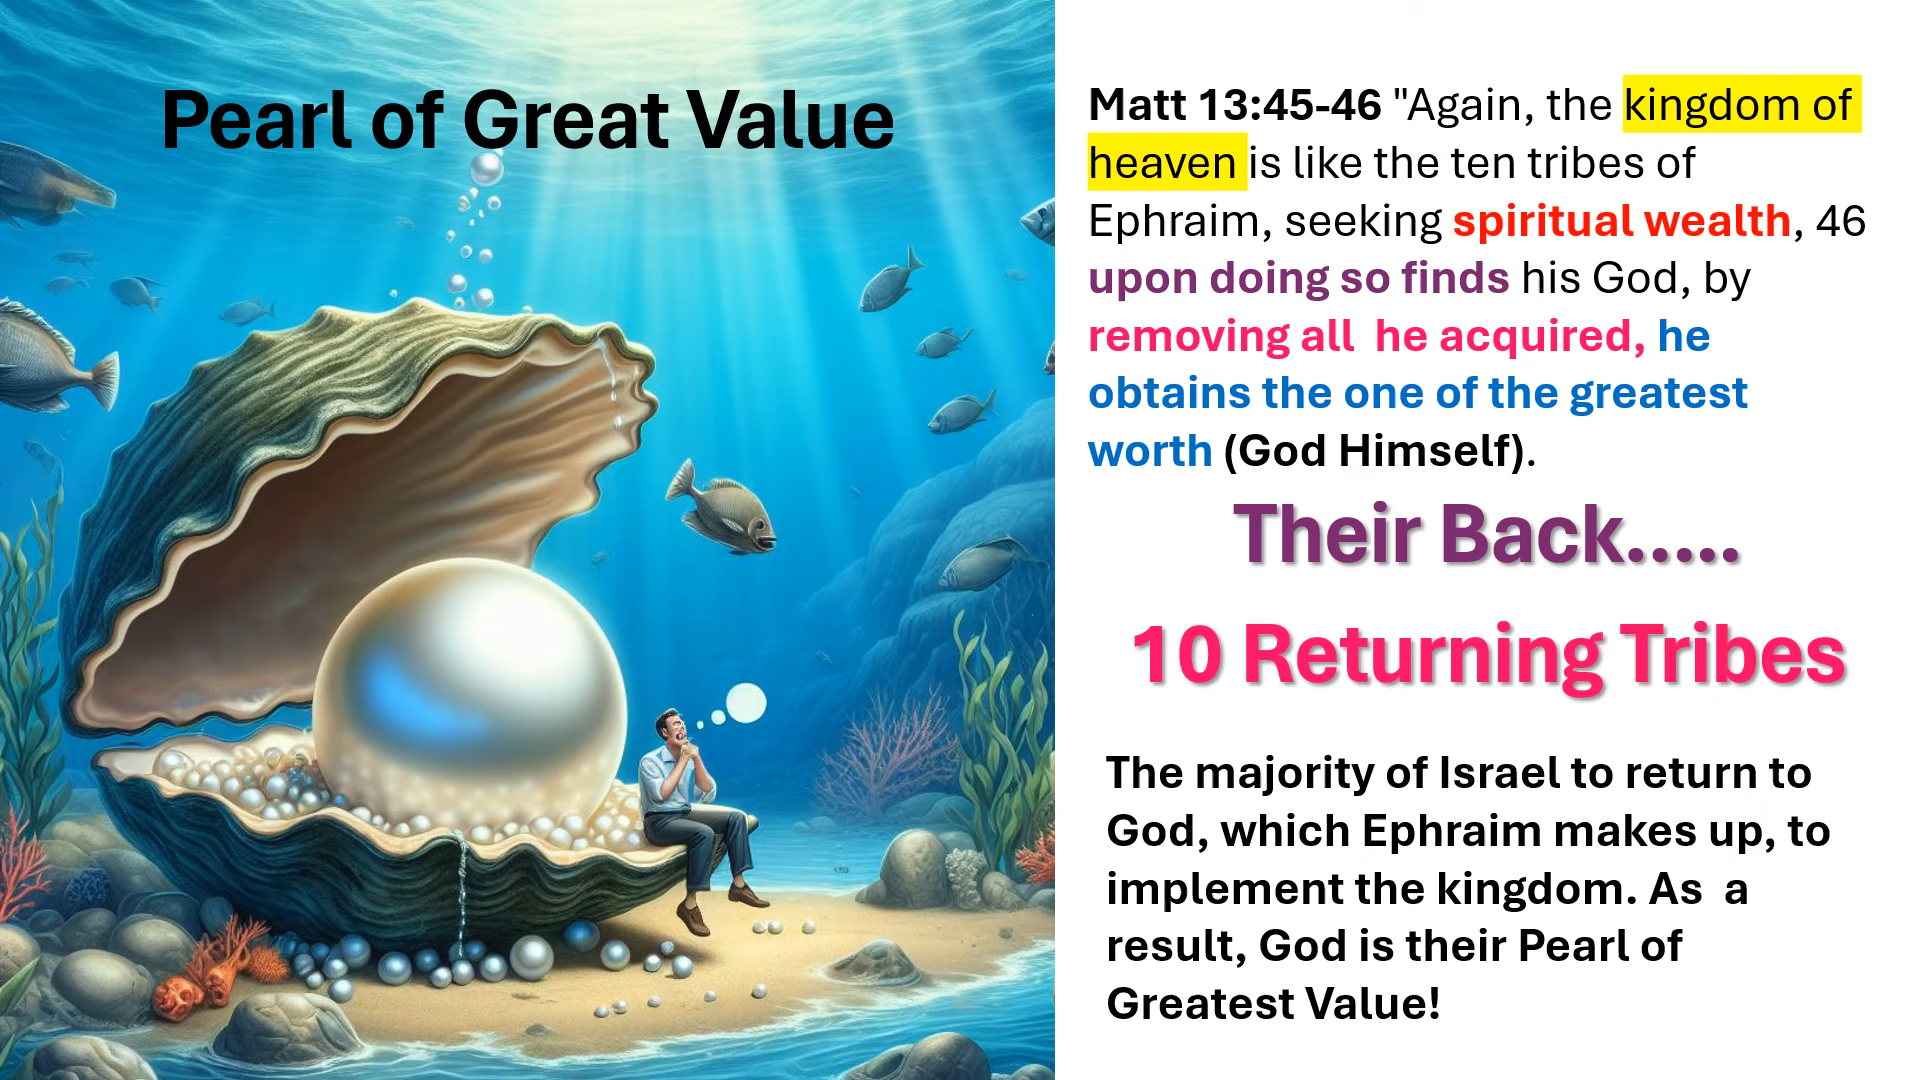 Pearl of Great Value
Matt 13:45-46 "Again, the kingdom of
heaven is like the ten tribes of
Ephraim, seeking spiritual wealth, 46
upon doing so finds his God, by
removing all  he acquired, he
obtains the one of the greatest
worth (God Himself).
Their Back.....
10 Returning Tribes
The majority of Israel to return to
God, which Ephraim makes up, to
implement the kingdom. As  a
result, God is their Pearl of
Greatest Value!